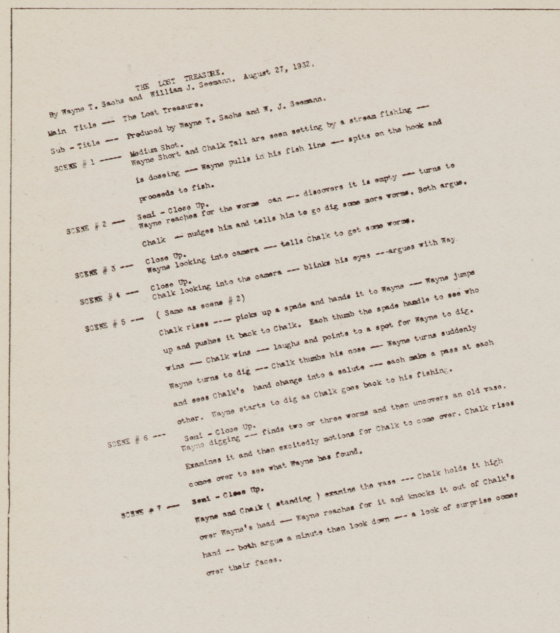 THE LOST TREASURE.
By Wayne T. Sachs and William J. Seemann. August 27, 1932.
Main Title --- The Lost Treasure.
Sub - Title --- Produced by Wayne T. Sachs and W. J. Seemann.
SCENE # 1 --- Medium Shot.
Wayne Short and Chalk Tall are seen setting by a stream fishing ---
is doseing --- Wayne pulls in his fish line --- spits on the hook and
proceeds to fish.
SCENE # 2 --- Semi - Close Up.
Wayne reaches for the worms can --- discovers it is empty --- turns to
Chalk -- nudges him and tells him to go dig some more worms. Both argue.
SCENE # 3 --- Close Up.
Wayne looking into camera --- tells Chalk to get some worms.
SCENE # 4 --- Close Up.
Chalk looking into the camera --- blinks his eyes ---argues with Way
SCENE # 5 --- ( Same as scene # 2)
Chalk rises ---- picks up a spade and hands it to Wayne --- Wayne jumps
up and pushes it back to Chalk. Each thumb the spade handle to see who
wins --- Chalk wins --- laughs and points to a spot for Wayne to dig.
Wayne turns to dig --- Chalk thumbs his nose --- Wayne turns suddenly
and sees Chalk's hand change into a salute --- each make a pass at each
other. Wayne starts to dig as Chalk goes back to his fishing.
SCENE # 6 --- Semi - Close Up.
Wayne digging --- finds two or three worms and then uncovers an old vase.
Examines it and then excitedly motions for Chalk to come over. Chalk rises
comes over to see what Wayne has found.
SCENE # 7 --- Semi - Close Up.
Wayne and Chalk ( standing ) examine the vase --- Chalk holds it high
over Wayne's head --- Wayne reaches for it and knocks it out of Chalk's
hand -- both argue a minute then look down --- a look of surprise comes
over their faces.